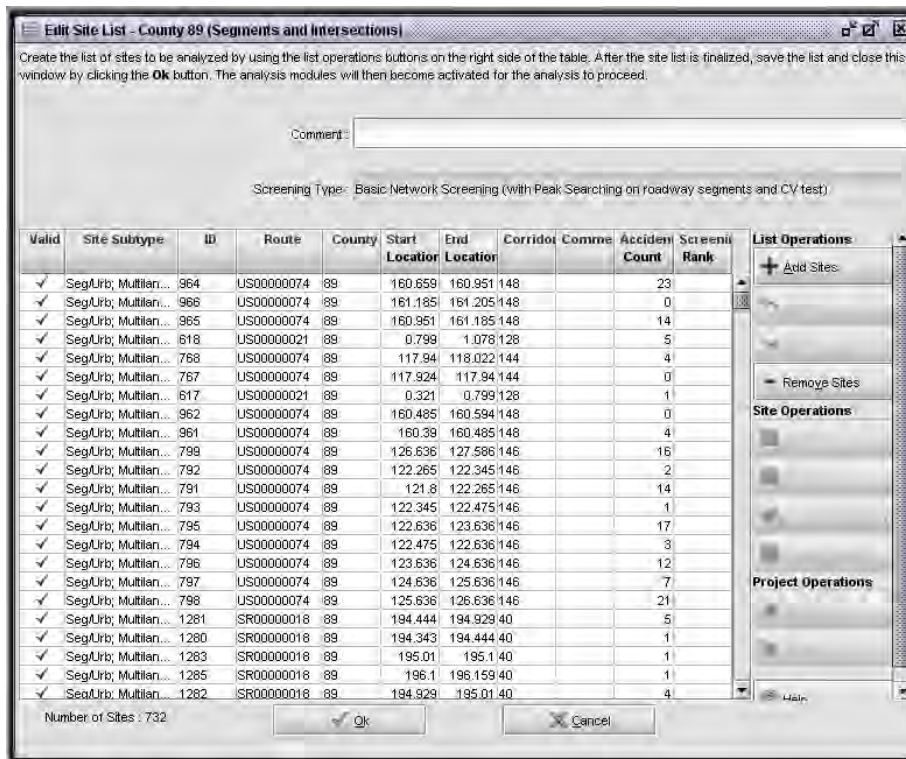 Edit Site List - County 89 (Segments and Intersections)
Create the list of sites to be analyzed by using the list operations buttons on the right side of the table. After the site list is finalized, save the list and close this
window by clicking the Ok button. The analysis modules will then become activated for the analysis to proceed.
Comment :
Screening Type : Basic Network Screening (with Peak Searching on roadway segments and CV test)
Valid Site Subtype ID Route County Start Location End Location Corridor Comme Acciden Count Screenin Rank
Seg/Urb; Multilan... 964 US00000074 89 160.659 160.951 148 23
Seg/Urb; Multilan... 966 US00000074 89 161.185 161.205 148 0
Seg/Urb; Multilan... 965 US00000074 89 160.951 161.185 148 14
Seg/Urb; Multilan... 618 US00000021 89 0.799 1.078 128 5
Seg/Urb; Multilan... 768 US00000074 89 117.94 118.022 144 4
Seg/Urb; Multilan... 767 US00000074 89 117.924 117.94 144 0
Seg/Urb; Multilan... 617 US00000021 89 0.321 0.799 128 1
Seg/Urb; Multilan... 962 US00000074 89 160.485 160.594 148 0
Seg/Urb; Multilan... 961 US00000074 89 160.39 160.485 148 4
Seg/Urb; Multilan... 799 US00000074 89 126.636 127.586 146 16
Seg/Urb; Multilan... 792 US00000074 89 122.265 122.345 146 2
Seg/Urb; Multilan... 791 US00000074 89 121.8 122.265 146 14
Seg/Urb; Multilan... 793 US00000074 89 122.345 122.475 146 1
Seg/Urb; Multilan... 795 US00000074 89 122.636 123.636 146 17
Seg/Urb; Multilan... 794 US00000074 89 122.475 122.636 146 3
Seg/Urb; Multilan... 796 US00000074 89 123.636 124.636 146 12
Seg/Urb; Multilan... 797 US00000074 89 124.636 125.636 146 7
Seg/Urb; Multilan... 798 US00000074 89 125.636 126.636 146 21
Seg/Urb; Multilan... 1281 SR00000018 89 194.444 194.929 40 5
Seg/Urb; Multilan... 1280 SR00000018 89 194.343 194.444 40 1
Seg/Urb; Multilan... 1283 SR00000018 89 195.01 195.1 40 1
Seg/Urb; Multilan... 1285 SR00000018 89 196.1 196.159 40 1
Seg/Urb; Multilan... 1282 SR00000018 89 194.929 195.01 40 4
List Operations
Add Sites
Remove Sites
Site Operations
Project Operations
Help
Number of Sites : 732
Ok
Cancel